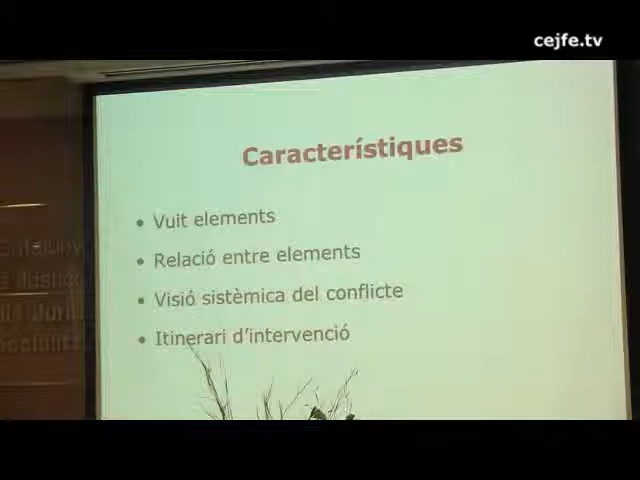 cejfe.tv
Característiques
• Vuit elements
• Relació entre elements
• Visió sistèmica del conflicte
• Itinerari d'intervenció